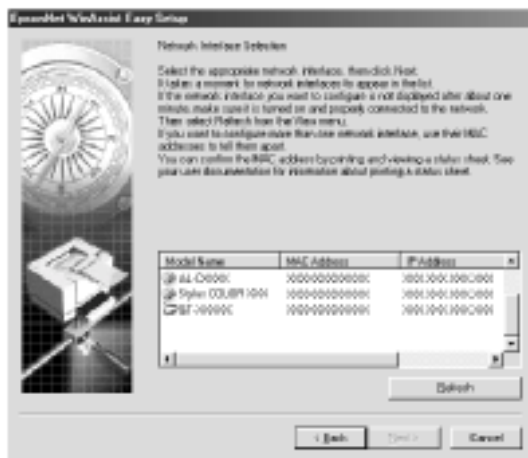 EpsonNet WinAssist Easy Setup
Network Interface Selection
Select the appropriate network interface, then click Next.
It takes a moment for network interfaces to appear in the list.
If the network interface you want to configure is not displayed after about one
minute, make sure it is turned on and properly connected to the network.
Then select Refresh from the View menu.
If you want to configure more than one network interface, use their MAC
addresses to tell them apart.
You can confirm the MAC address by printing and viewing a status sheet. See
your user documentation for information about printing a status sheet.
Model Name MAC Address IP Address
Stylus COLOR
Refresh
< Back Next > Cancel